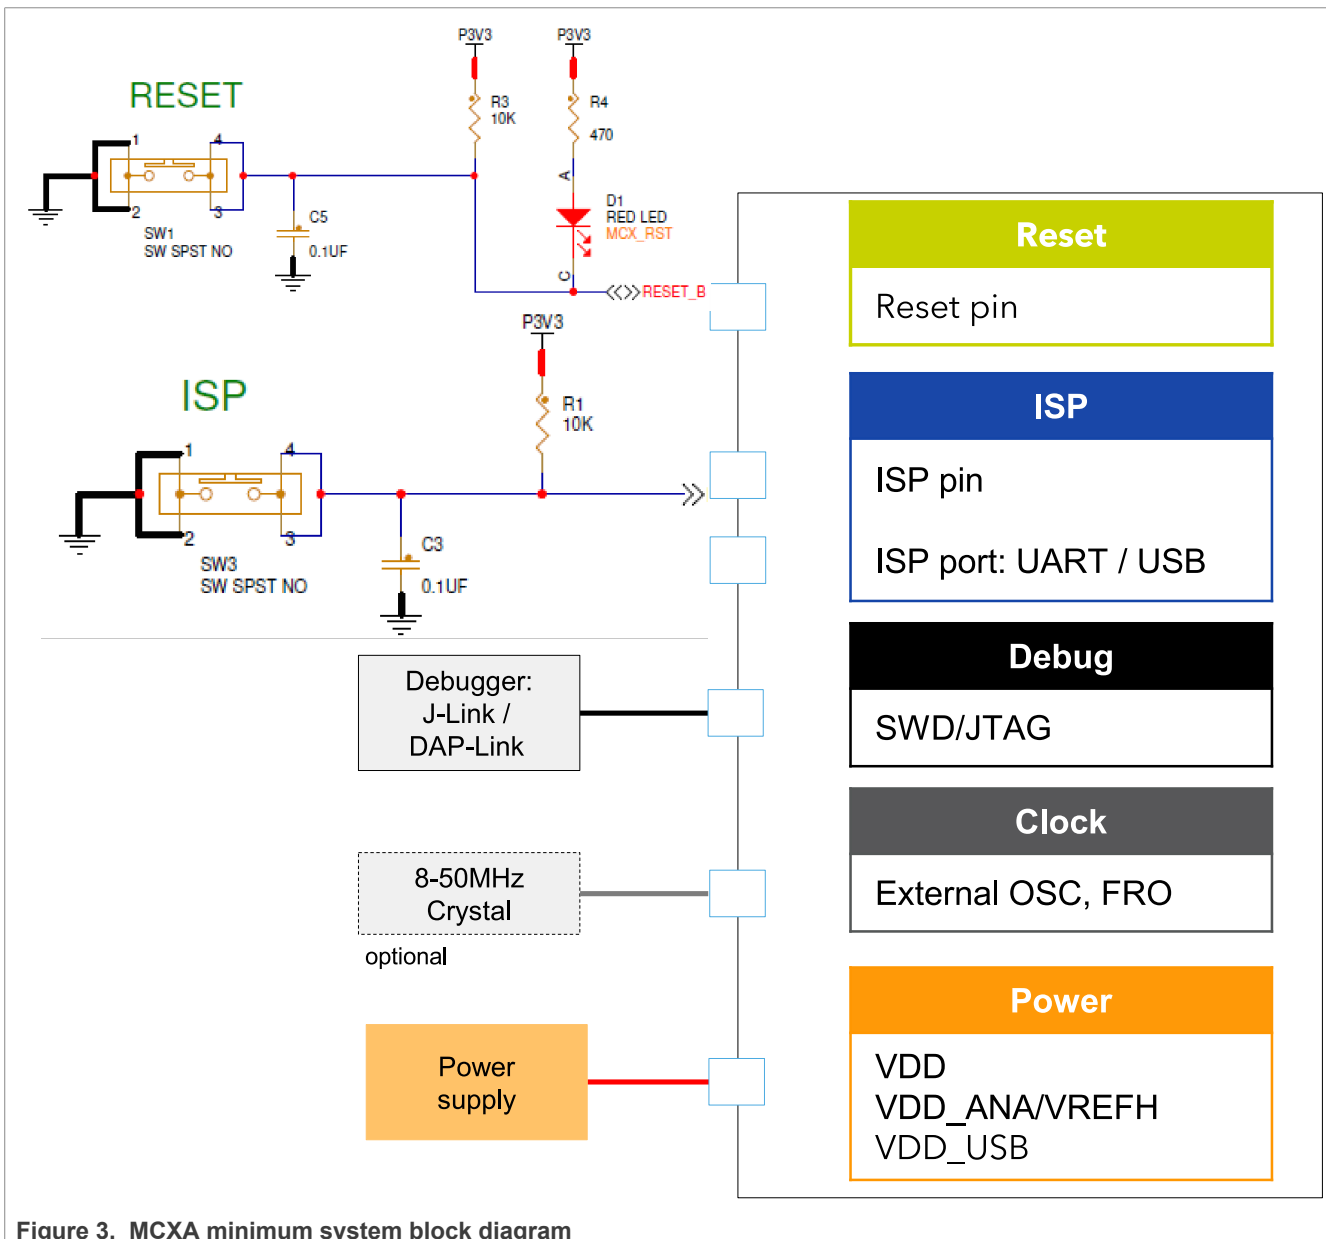 P3V3
P3V3
RESET
R3
10K
R4
470
1
4
2
3
SW1
SW SPST NO
C5
0.1UF
A
D1
RED LED
MCX_RST
C
RESET_B
Reset
Reset pin
P3V3
ISP
R1
10K
1
4
2
3
SW3
SW SPST NO
C3
0.1UF
ISP
ISP pin
ISP port: UART / USB
Debugger:
J-Link /
DAP-Link
Debug
SWD/JTAG
8-50MHz
Crystal
optional
Clock
External OSC, FRO
Power
supply
Power
VDD
VDD_ANA/VREFH
VDD_USB
Figure 3. MCXA minimum system block diagram